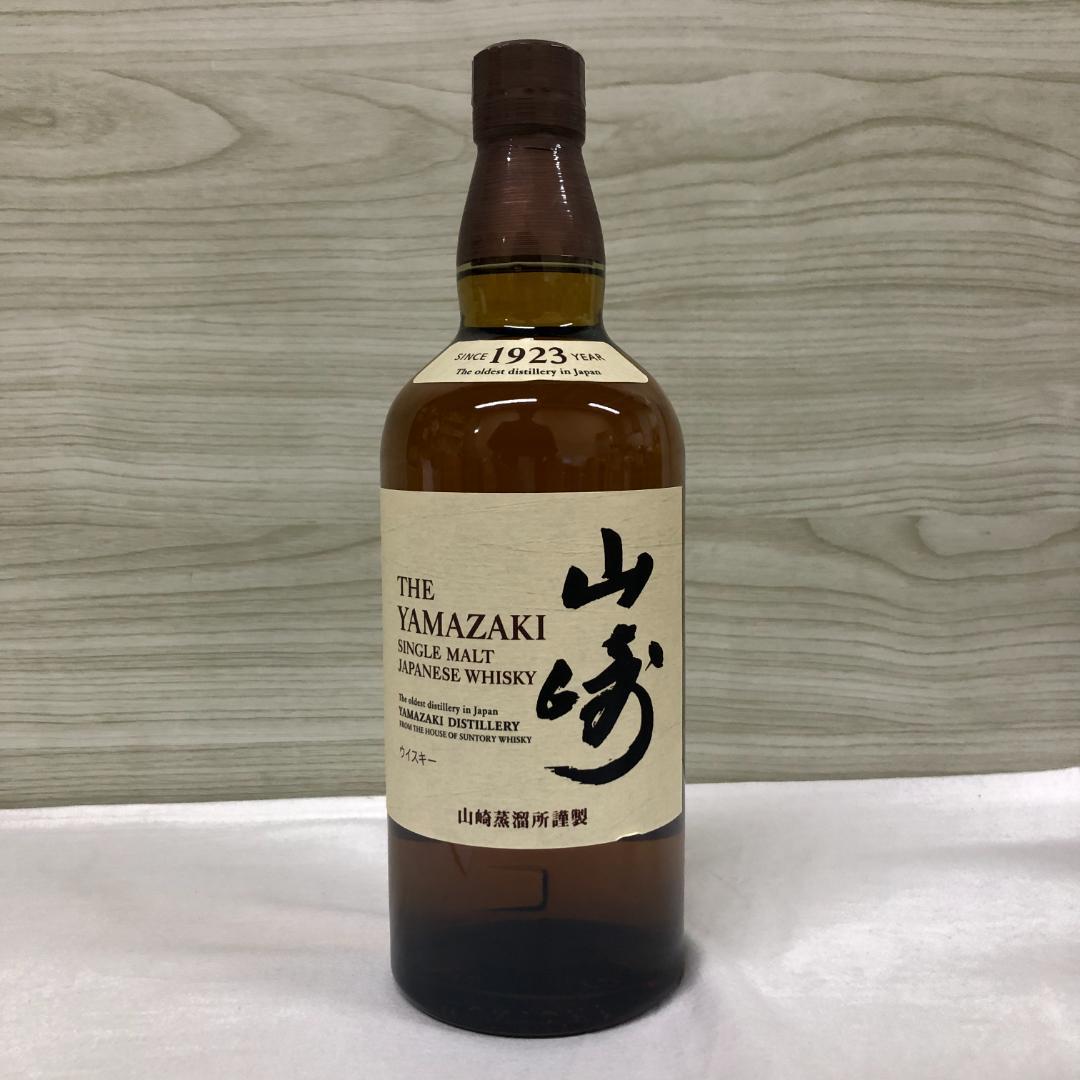 SINCE 1923 YEAR
The oldest distillery in Japan
山崎
THE
YAMAZAKI
SINGLE MALT
JAPANESE WHISKY
The oldest distillery in Japan
YAMAZAKI DISTILLERY
FROM THE HOUSE OF SUNTORY WHISKY
ウイスキー
山崎蒸溜所謹製